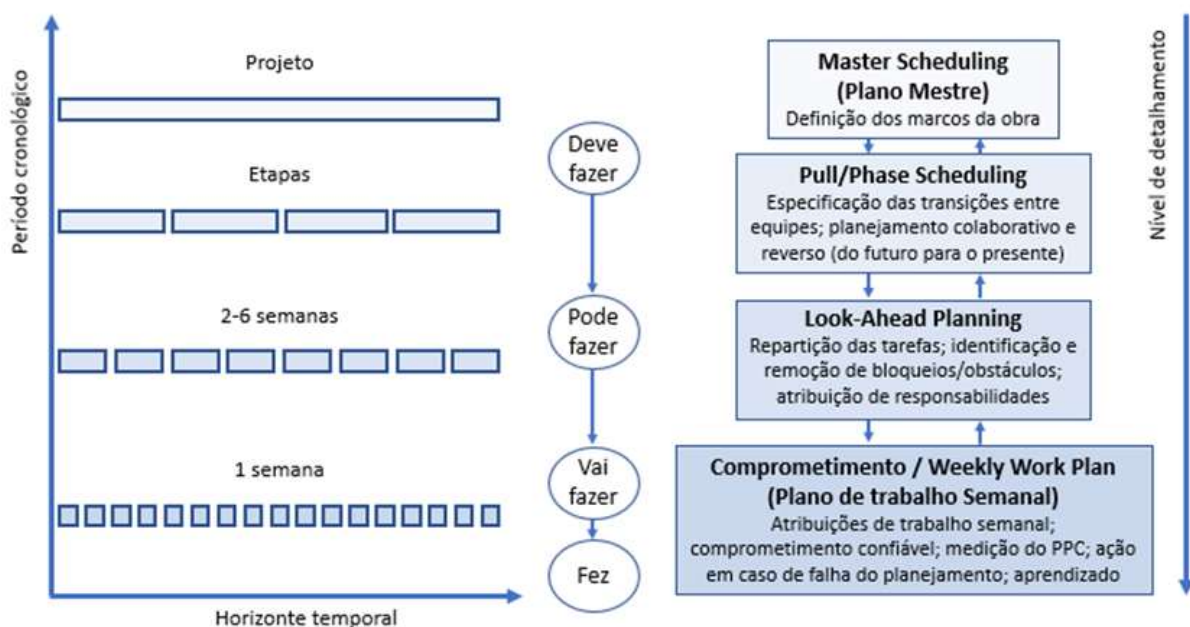 Período cronológico
Projeto
Etapas
2-6 semanas
1 semana
Horizonte temporal
Deve
fazer
Pode
fazer
Vai
fazer
Fez
Master Scheduling
(Plano Mestre)
Definição dos marcos da obra
Pull/Phase Scheduling
Especificação das transições entre
equipes; planejamento colaborativo e
reverso (do futuro para o presente)
Look-Ahead Planning
Repartição das tarefas; identificação e
remoção de bloqueios/obstáculos;
atribuição de responsabilidades
Comprometimento / Weekly Work Plan
(Plano de trabalho Semanal)
Atribuições de trabalho semanal;
comprometimento confiável; medição do PPC; ação
em caso de falha do planejamento; aprendizado
Nível de detalhamento